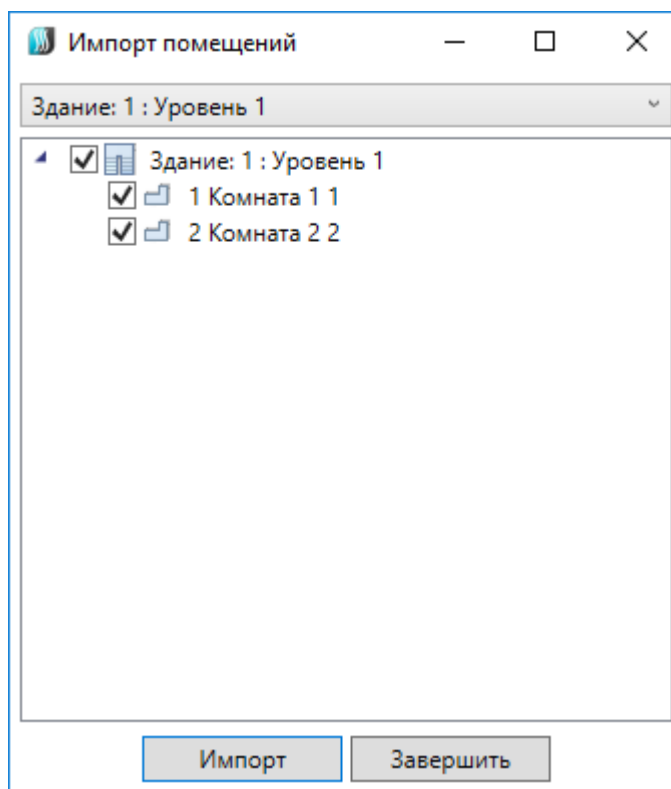 Импорт помещений
Здание: 1 : Уровень 1
Здание: 1 : Уровень 1
1 Комната 1 1
2 Комната 2 2
Импорт Завершить